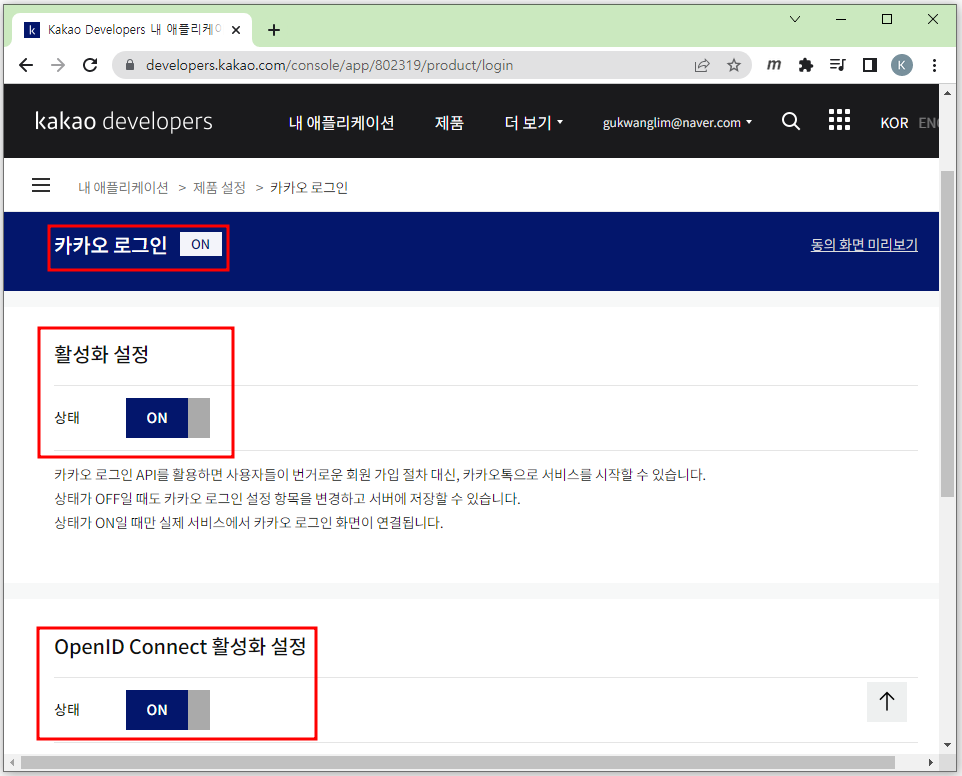 k Kakao Developers 내 애플리케이
developers.kakao.com/console/app/802319/product/login
m
K
kakao developers 내 애플리케이션 제품 더 보기 gukwanglim@naver.com KOR ENG
내 애플리케이션 > 제품 설정 > 카카오 로그인
카카오 로그인 ON 동의 화면 미리보기
활성화 설정
상태 ON
카카오 로그인 API를 활용하면 사용자들이 번거로운 회원 가입 절차 대신, 카카오톡으로 서비스를 시작할 수 있습니다.
상태가 OFF일 때도 카카오 로그인 설정 항목을 변경하고 서버에 저장할 수 있습니다.
상태가 ON일 때만 실제 서비스에서 카카오 로그인 화면이 연결됩니다.
OpenID Connect 활성화 설정
상태 ON